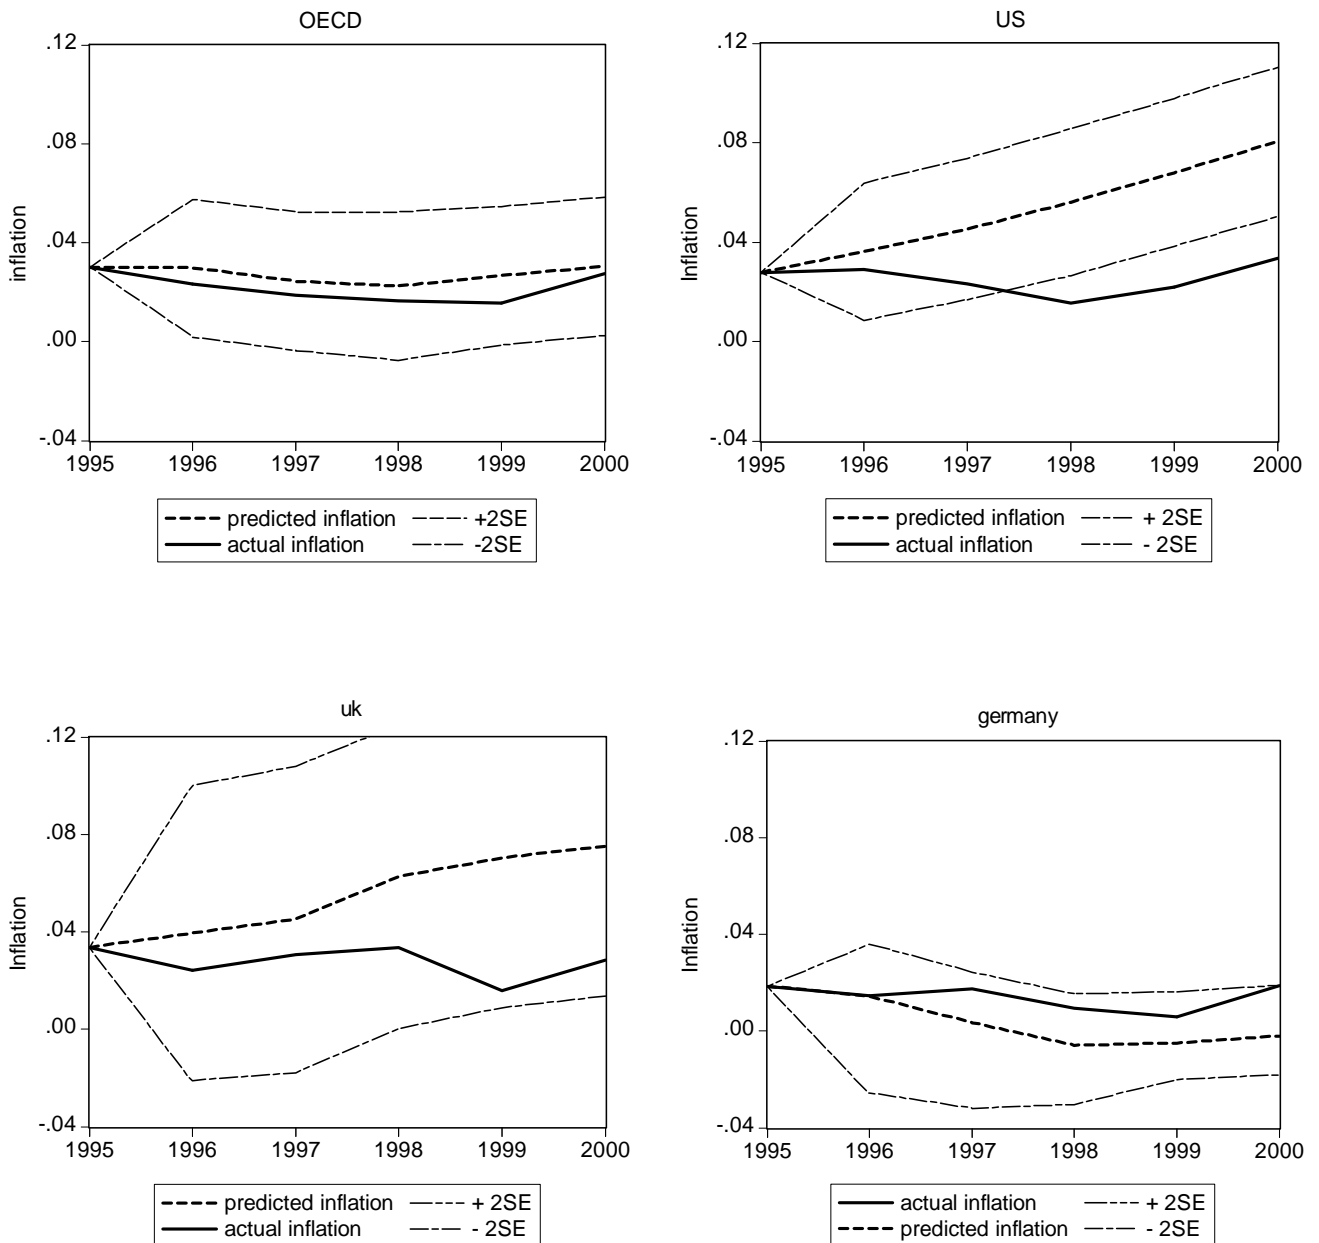 OECD
.12
.08
.04
.00
-.04
inflation
1995 1996 1997 1998 1999 2000
predicted inflation +2SE
actual inflation -2SE
US
.12
.08
.04
.00
-.04
Inflation
1995 1996 1997 1998 1999 2000
predicted inflation + 2SE
actual inflation - 2SE
uk
.12
.08
.04
.00
-.04
Inflation
1995 1996 1997 1998 1999 2000
predicted inflation + 2SE
actual inflation - 2SE
germany
.12
.08
.04
.00
-.04
Inflation
1995 1996 1997 1998 1999 2000
actual inflation + 2SE
predicted inflation - 2SE